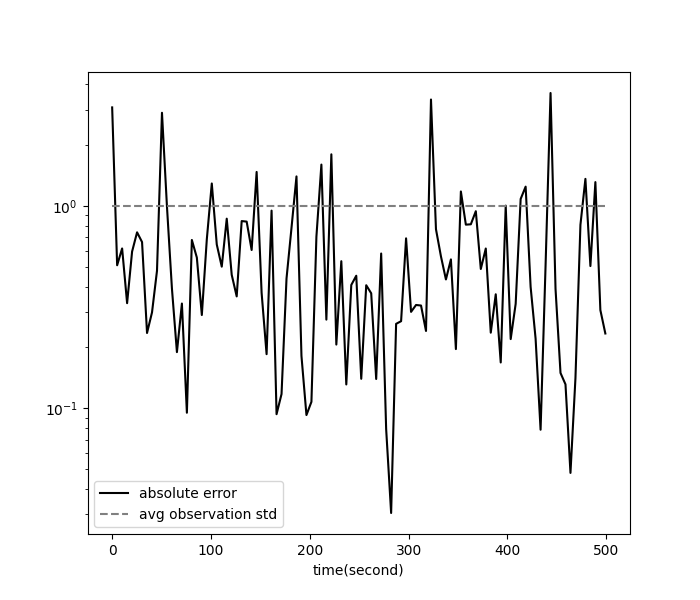 10⁰
10⁻¹
absolute error
avg observation std
0 100 200 300 400 500
time(second)